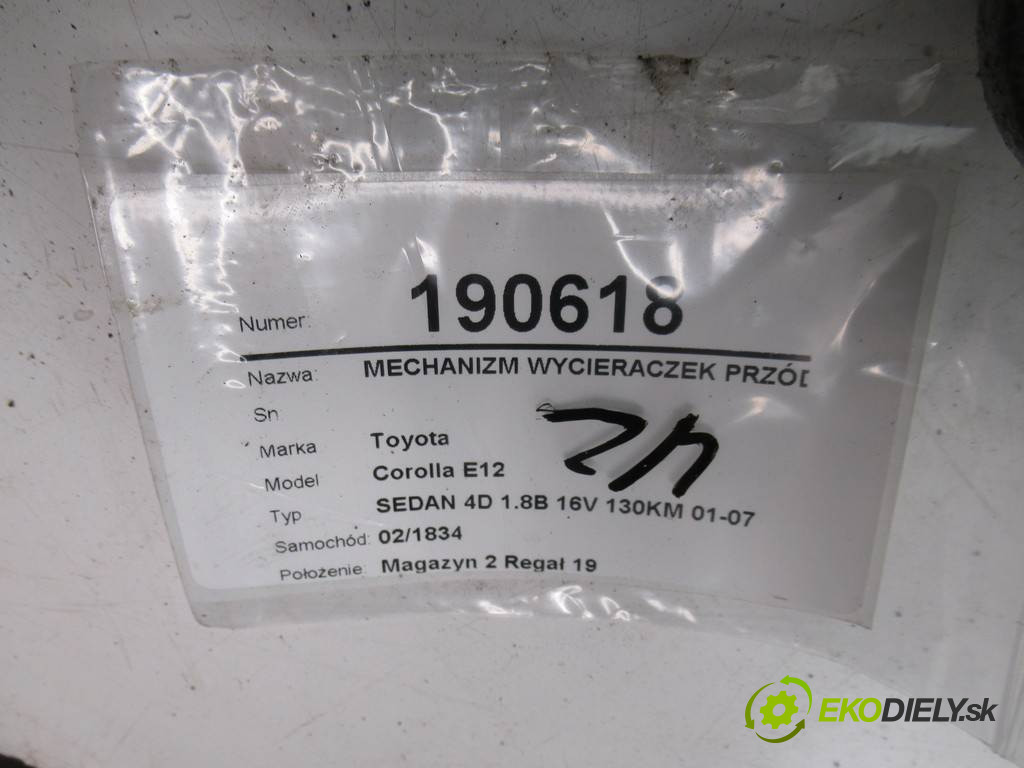 Numer: 190618
Nazwa: MECHANIZM WYCIERACZEK PRZÓD
Sn
Marka Toyota
Model Corolla E12
Typ SEDAN 4D 1.8B 16V 130KM 01-07
Samochód: 02/1834
Położenie: Magazyn 2 Regał 19
EKODIELY.sk